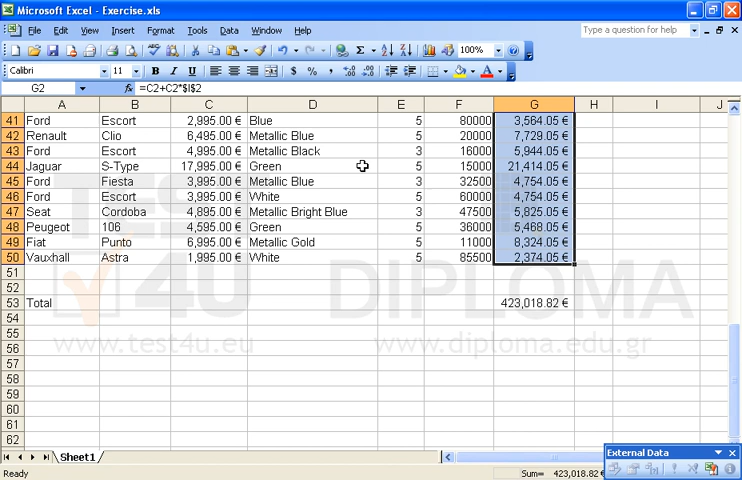 Microsoft Excel - Exercise.xls
File Edit View Insert Format Tools Data Window Help Type a question for help
100%
Calibri 11 B I U $ % ,
G2 fx =C2+C2*$I$2
A B C D E F G H I J
41 Ford Escort 2,995.00 € Blue 5 80000 3,564.05 €
42 Renault Clio 6,495.00 € Metallic Blue 5 20000 7,729.05 €
43 Ford Escort 4,995.00 € Metallic Black 3 16000 5,944.05 €
44 Jaguar S-Type 17,995.00 € Green 5 15000 21,414.05 €
45 Ford Fiesta 3,995.00 € Metallic Blue 3 32500 4,754.05 €
46 Ford Escort 3,995.00 € White 5 60000 4,754.05 €
47 Seat Cordoba 4,895.00 € Metallic Bright Blue 3 47500 5,825.05 €
48 Peugeot 106 4,595.00 € Green 5 36000 5,468.05 €
49 Fiat Punto 6,995.00 € Metallic Gold 3 11000 8,324.05 €
50 Vauxhall Astra 1,995.00 € White 5 85500 2,374.05 €
51
52
53 Total 423,018.82 €
54
55
56
57
58
59
60
61
62
TEST4U DIPLOMA
www.test4u.eu www.diploma.edu.gr
Sheet1
External Data
Ready Sum= 423,018.82 €